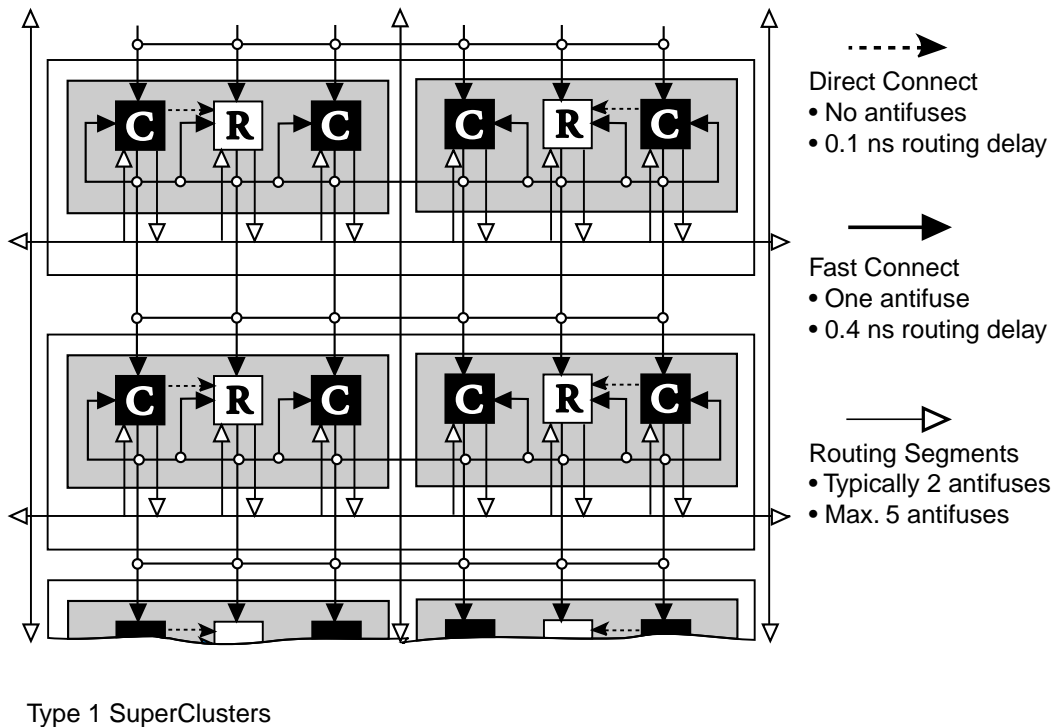 C R C C R C
Direct Connect
• No antifuses
• 0.1 ns routing delay
Fast Connect
• One antifuse
• 0.4 ns routing delay
C R C C R C
Routing Segments
• Typically 2 antifuses
• Max. 5 antifuses
Type 1 SuperClusters